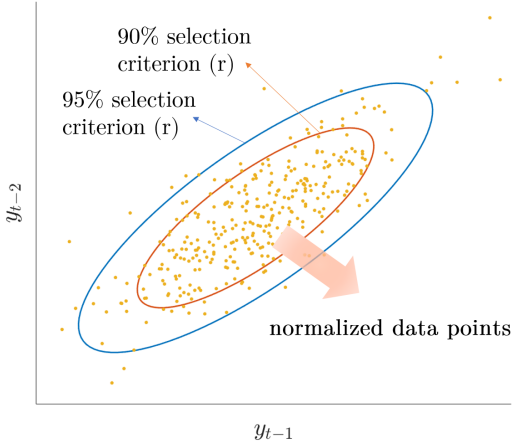 90% selection
criterion (r)
95% selection
criterion (r)
y_{t−2}
normalized data points
y_{t−1}